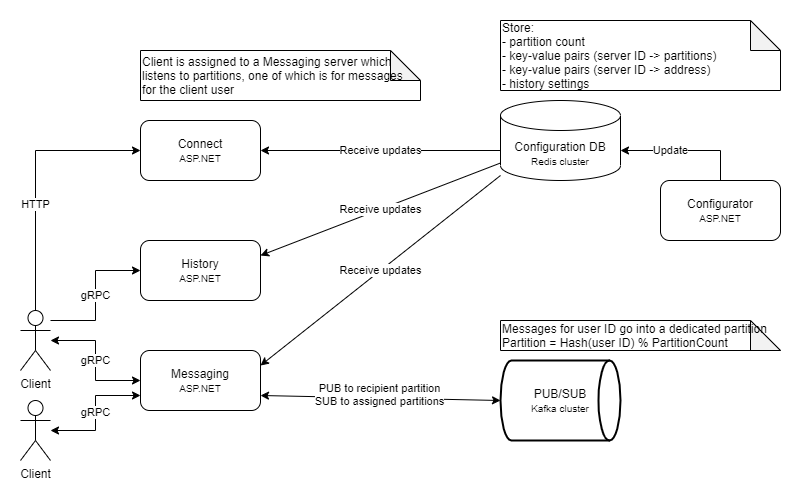 Store:
- partition count
- key-value pairs (server ID -> partitions)
- key-value pairs (server ID -> address)
- history settings
Client is assigned to a Messaging server which
listens to partitions, one of which is for messages
for the client user
Connect
ASP.NET
Receive updates
Configuration DB
Redis cluster
Update
Configurator
ASP.NET
HTTP
Receive updates
History
ASP.NET
Receive updates
gRPC
Client
gRPC
Messaging
ASP.NET
Messages for user ID go into a dedicated partition
Partition = Hash(user ID) % PartitionCount
PUB to recipient partition
SUB to assigned partitions
PUB/SUB
Kafka cluster
gRPC
Client